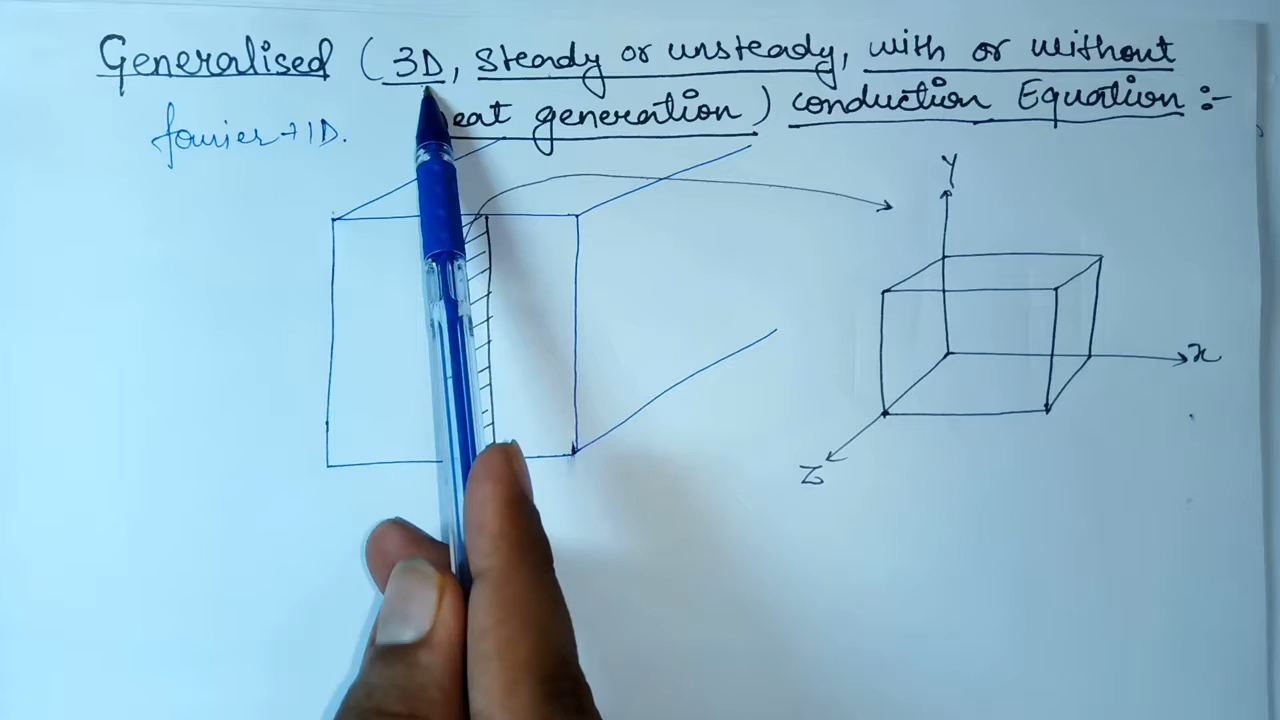 Generalised (3D, steady or unsteady, with or without
eat generation) conduction Equation :-
fourier → 1D.
Y
x
Z